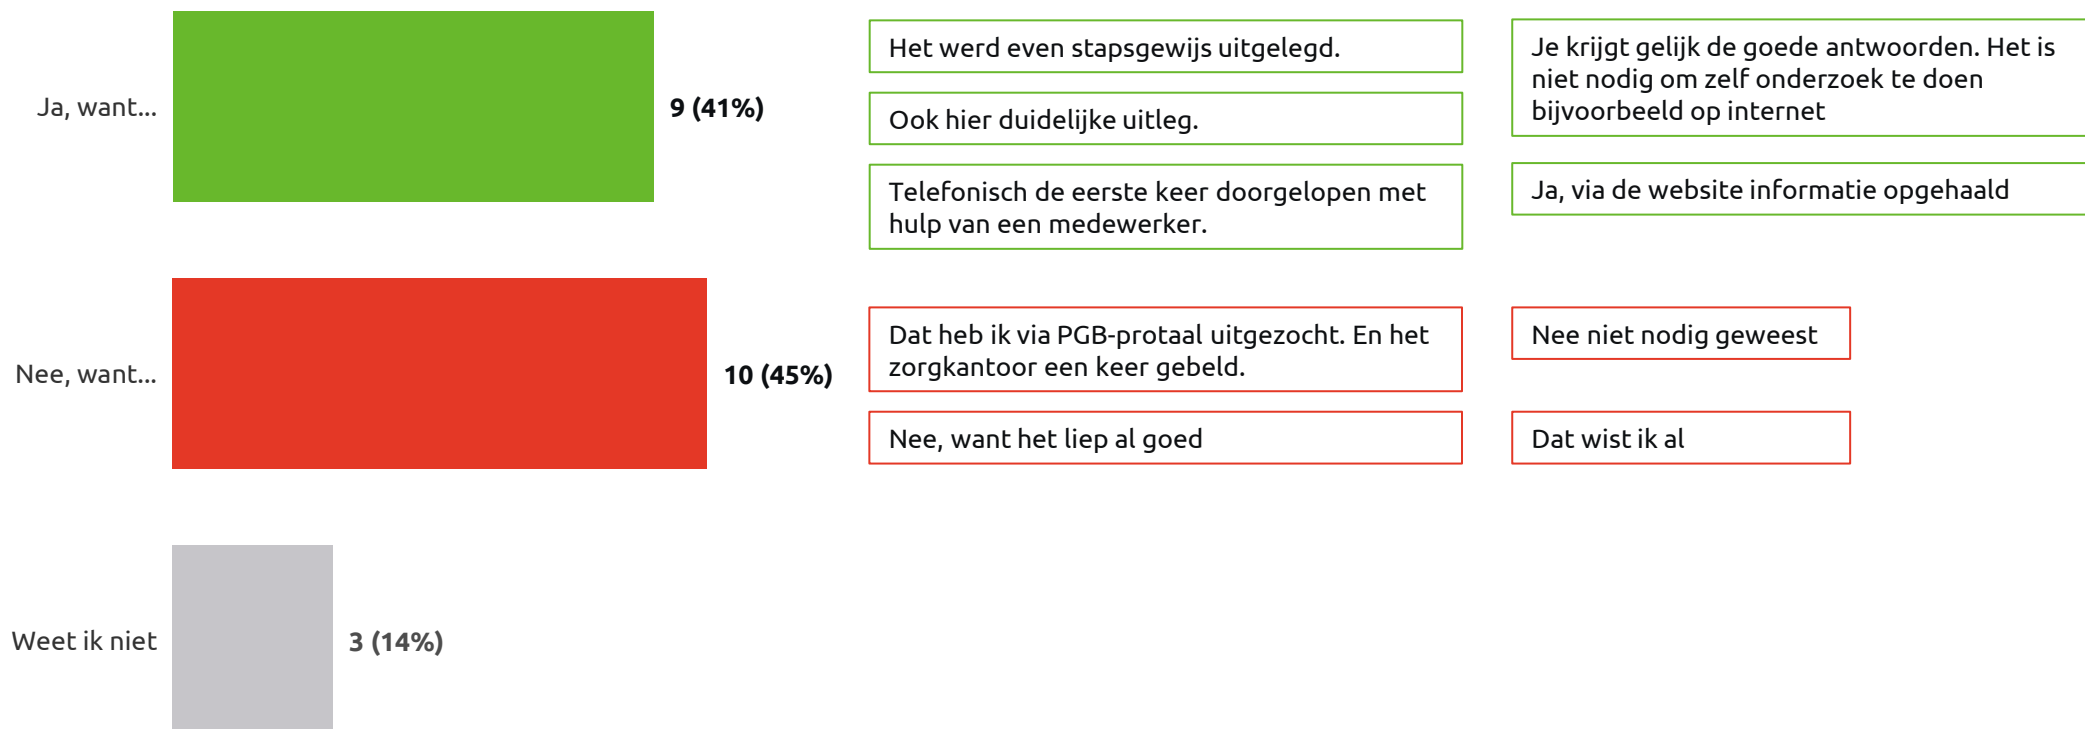 Ja, want...
9 (41%)
Het werd even stapsgewijs uitgelegd.
Ook hier duidelijke uitleg.
Telefonisch de eerste keer doorgelopen met
hulp van een medewerker.
Je krijgt gelijk de goede antwoorden. Het is
niet nodig om zelf onderzoek te doen
bijvoorbeeld op internet
Ja, via de website informatie opgehaald
Nee, want...
10 (45%)
Dat heb ik via PGB-protaal uitgezocht. En het
zorgkantoor een keer gebeld.
Nee, want het liep al goed
Nee niet nodig geweest
Dat wist ik al
Weet ik niet
3 (14%)